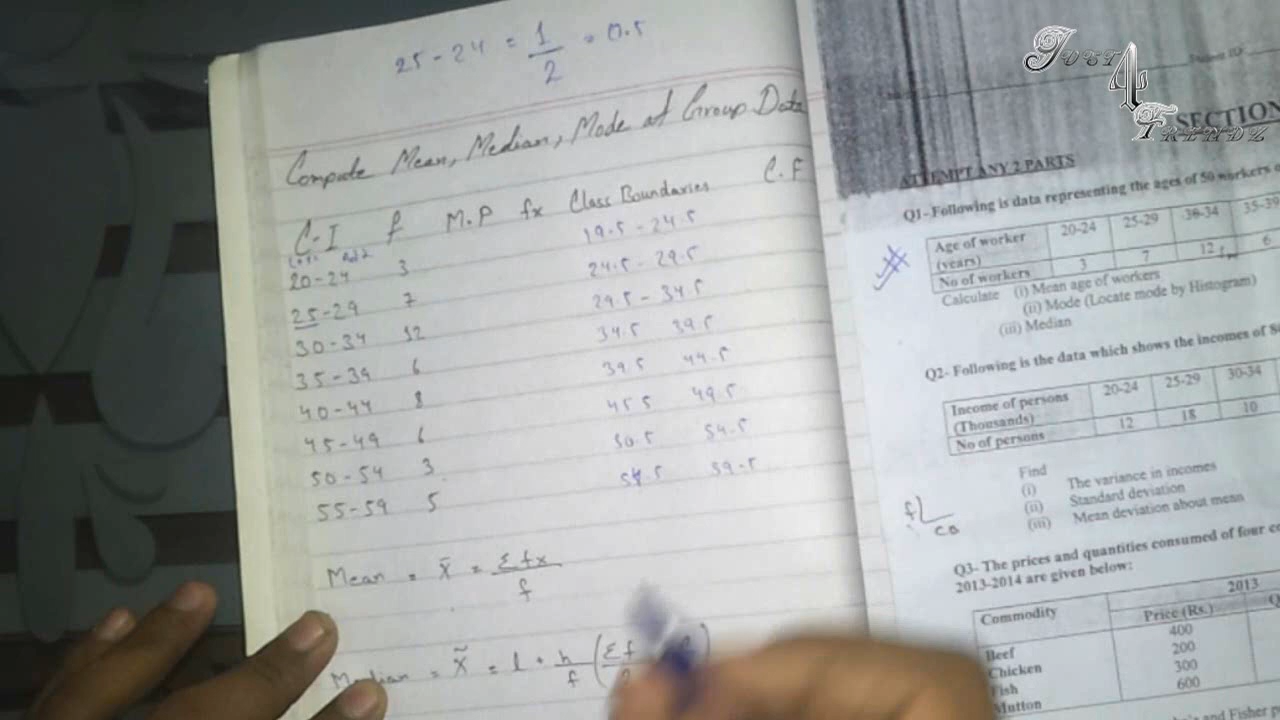 25 - 24 = 1/2 = 0.5
Compute Mean, Median, Mode of Group Data
C-I f M.P fx Class Boundaries C.F
20-24 3 19.5 - 24.5
25-29 7 24.5 - 29.5
30-34 12 29.5 - 34.5
35-39 6 34.5 39.5
40-44 8 39.5 44.5
45-49 6 45.5 49.5
50-54 3 50.5 54.5
55-59 5 54.5 59.5
Mean = x̄ = Σfx/f
Median = x̃ = l + h/f (Σf
Just 4 Trendz
SECTION
ATTEMPT ANY 2 PARTS
Q1- Following is data representing the ages of 50 workers
Age of worker (years) 20-24 25-29 30-34 35-39
No of workers 3 7 12 6
Calculate (i) Mean age of workers
(ii) Mode (Locate mode by Histogram)
(iii) Median
Q2- Following is the data which shows the incomes of
Income of persons (Thousands) 20-24 25-29 30-34
No of persons 12 18 10
Find
(i) The variance in incomes
(ii) Standard deviation
(iii) Mean deviation about mean
f
co
Q3- The prices and quantities consumed of four
2013-2014 are given below:
Commodity 2013
Price (Rs.)
Beef 400
Chicken 200
Fish 300
Mutton 600
and Fisher